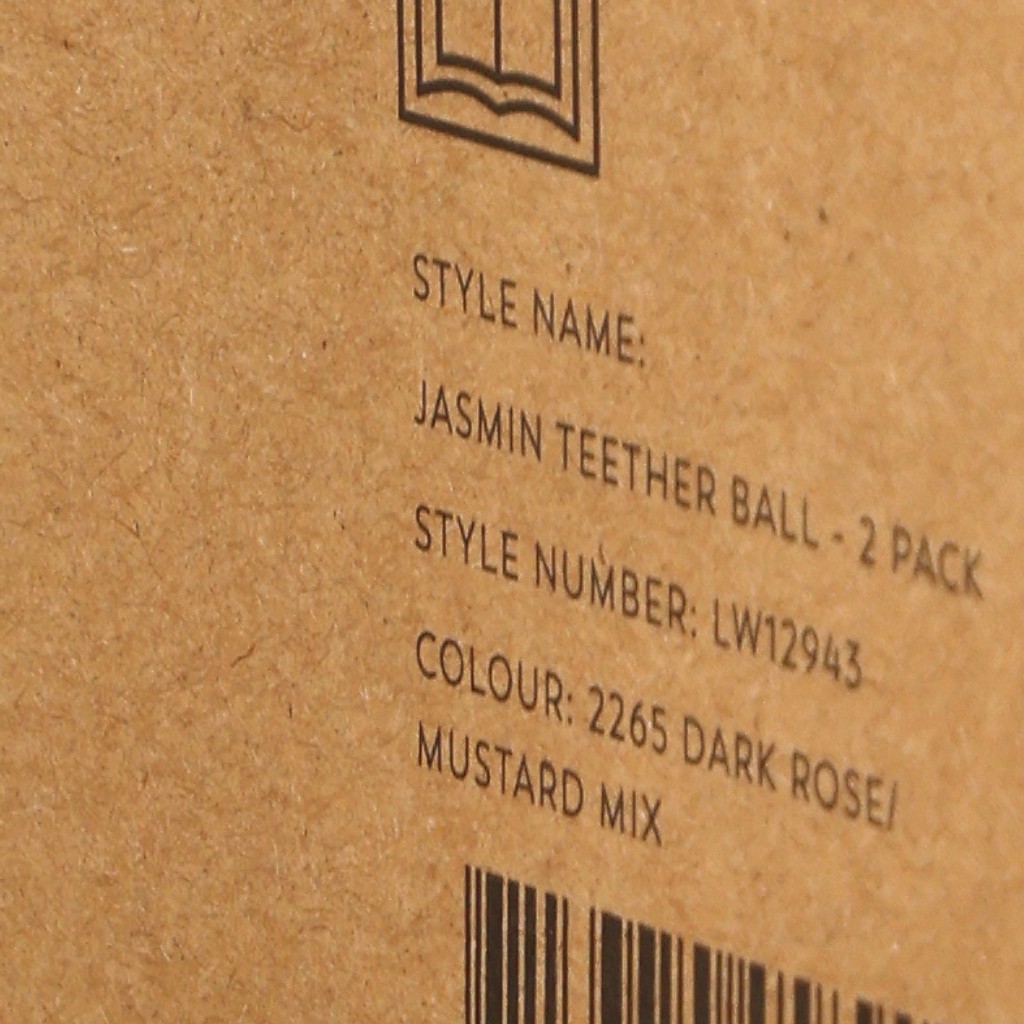 STYLE NAME:
JASMIN TEETHER BALL - 2 PACK
STYLE NUMBER: LW12943
COLOUR: 2265 DARK ROSE/
MUSTARD MIX